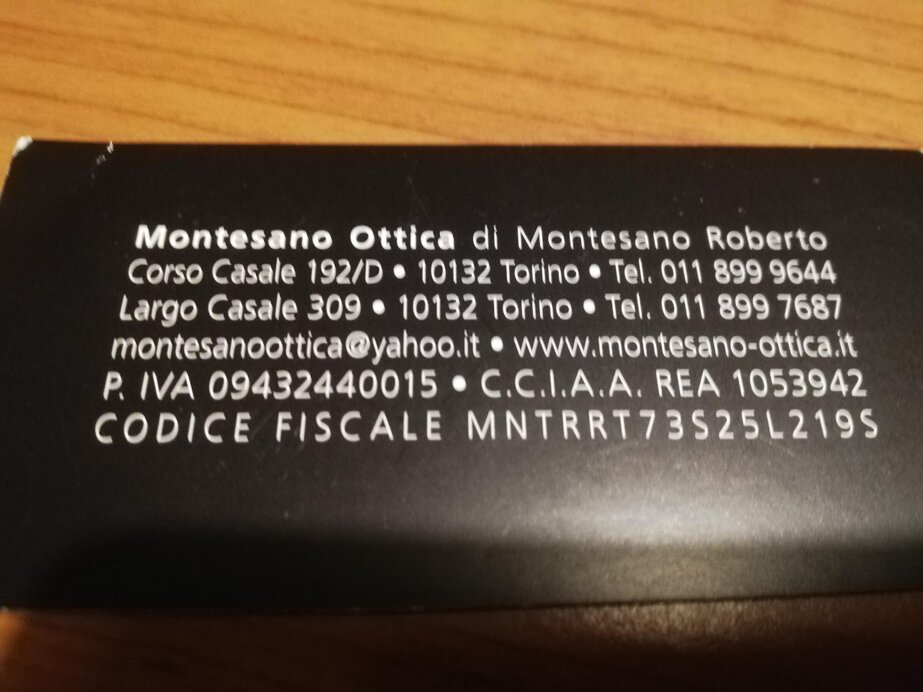 Montesano Ottica di Montesano Roberto
Corso Casale 192/D • 10132 Torino • Tel. 011 899 9644
Largo Casale 309 • 10132 Torino • Tel. 011 899 7687
montesanoottica@yahoo.it • www.montesano-ottica.it
P. IVA 09432440015 • C.C.I.A.A. REA 1053942
CODICE FISCALE MNTRRT73S25L219S